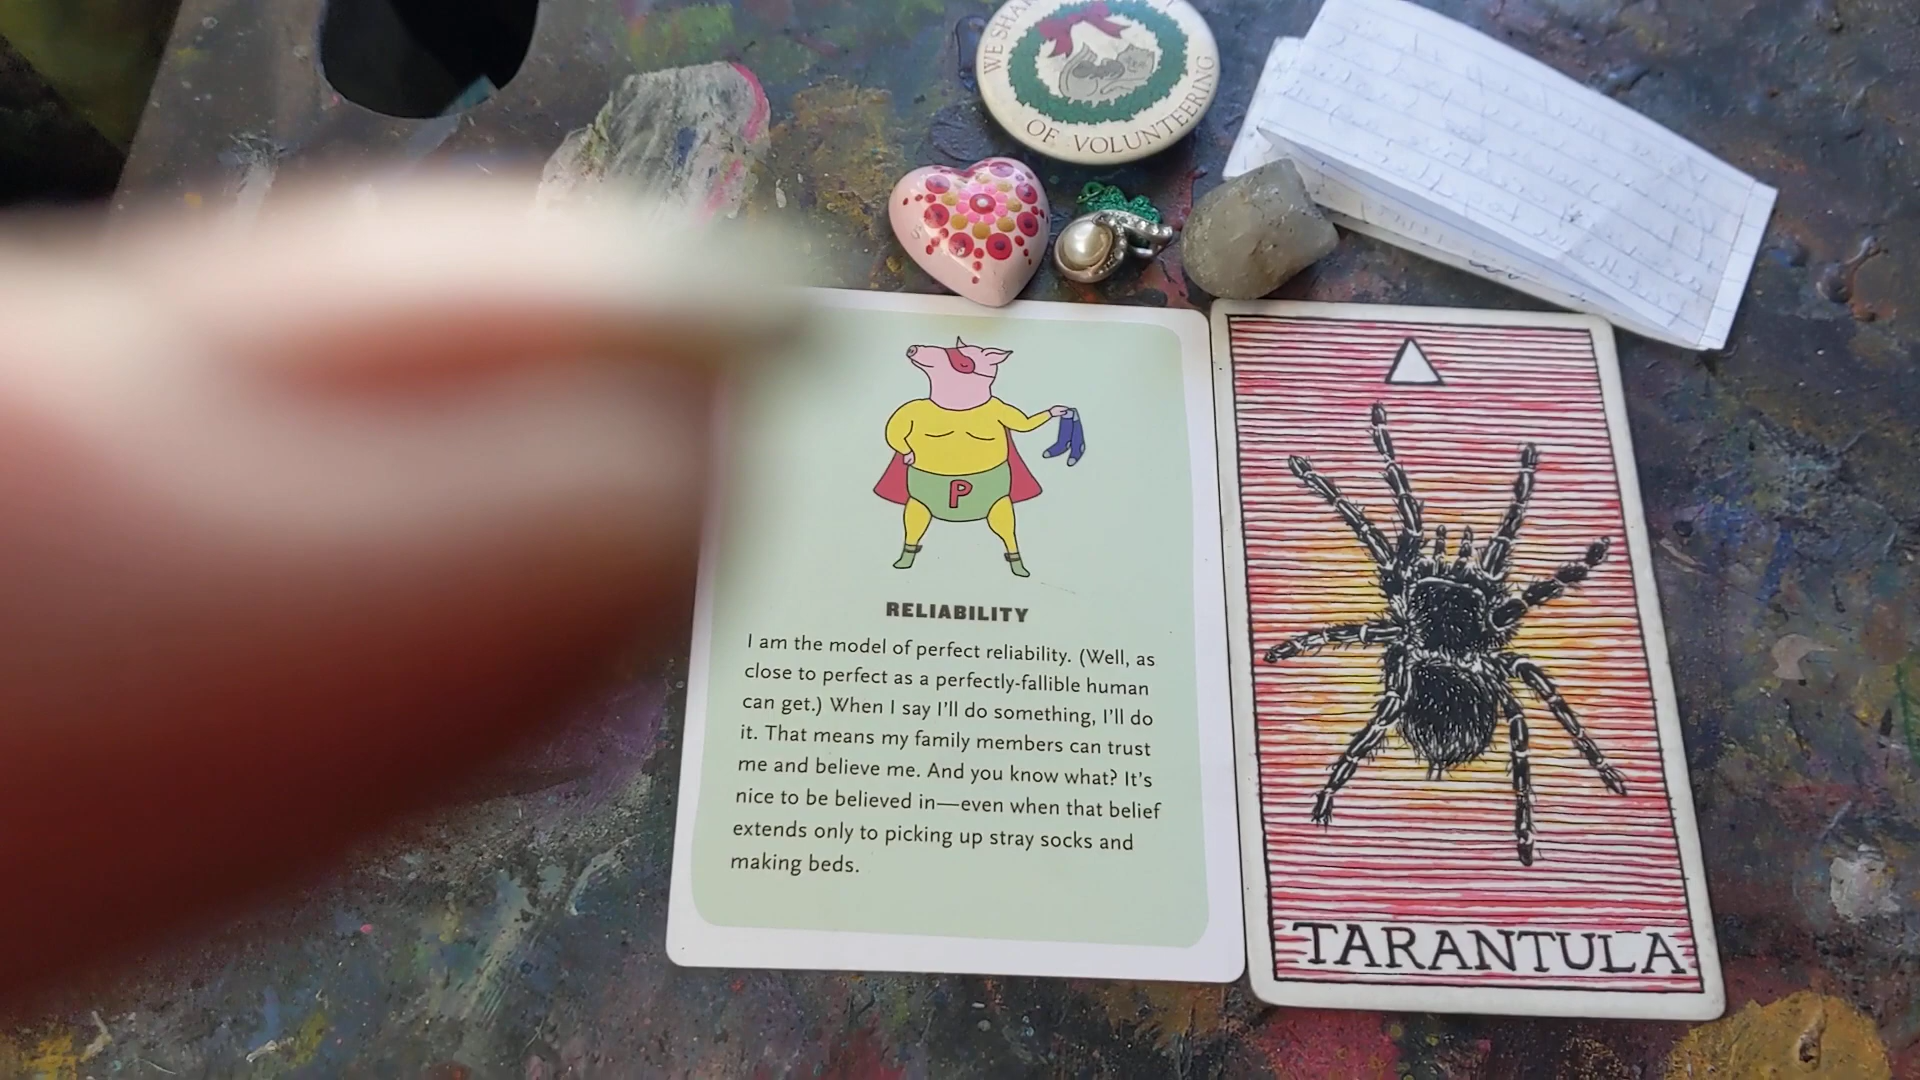 WE SHAR
OF VOLUNTEERING
P
RELIABILITY
I am the model of perfect reliability. (Well, as
close to perfect as a perfectly-fallible human
can get.) When I say I'll do something, I'll do
it. That means my family members can trust
me and believe me. And you know what? It's
nice to be believed in—even when that belief
extends only to picking up stray socks and
making beds.
TARANTULA